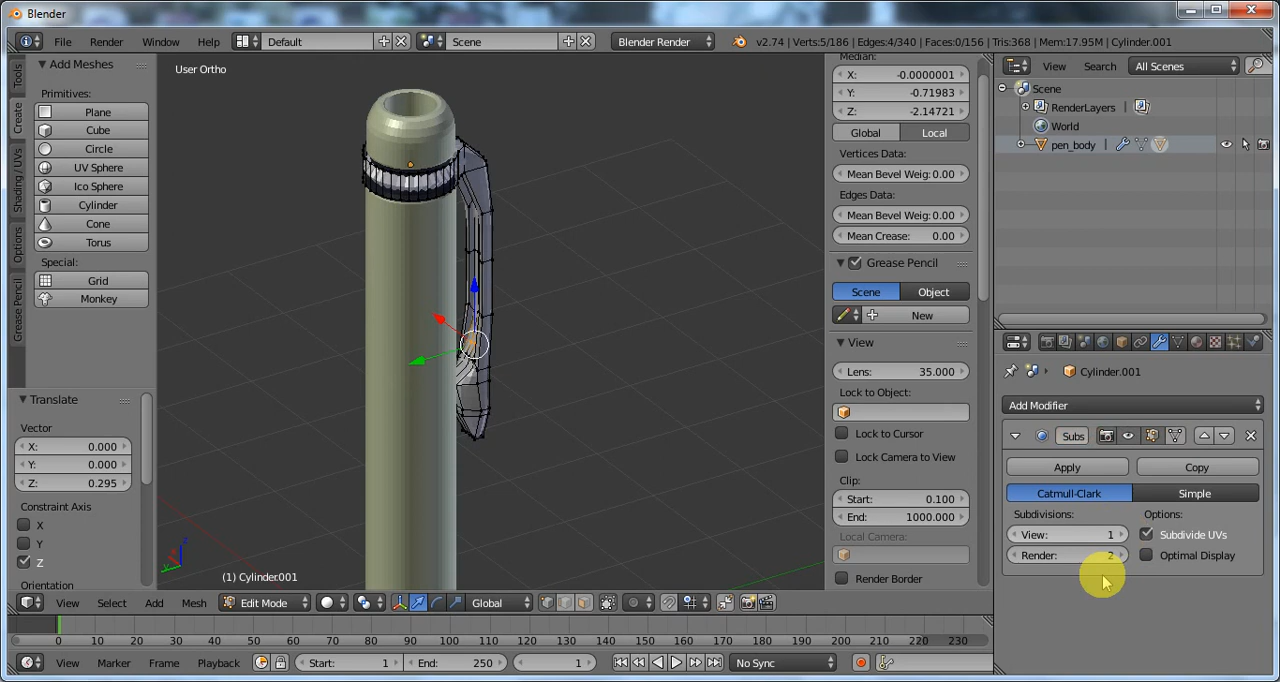 Blender
File Render Window Help Default Scene Blender Render v2.74 | Verts:5/186 | Edges:4/340 | Faces:0/156 | Tris:368 | Mem:17.95M | Cylinder.001
Tools
Create
Shading / UVs
Options
Grease Pencil
Add Meshes
Primitives:
Plane
Cube
Circle
UV Sphere
Ico Sphere
Cylinder
Cone
Torus
Special:
Grid
Monkey
Translate
Vector
X: 0.000
Y: 0.000
Z: 0.295
Constraint Axis
X
Y
Z
Orientation
User Ortho
(1) Cylinder.001
Median:
X: -0.0000001
Y: -0.71983
Z: -2.14721
Global Local
Vertices Data:
Mean Bevel Weig: 0.00
Edges Data:
Mean Bevel Weig: 0.00
Mean Crease: 0.00
Grease Pencil
Scene Object
New
View
Lens: 35.000
Lock to Object:
Lock to Cursor
Lock Camera to View
Clip:
Start: 0.100
End: 1000.000
Local Camera:
Render Border
View Search All Scenes
Scene
RenderLayers |
World
pen_body |
Cylinder.001
Add Modifier
Subs
Apply Copy
Catmull-Clark Simple
Subdivisions: Options:
View: 1 Subdivide UVs
Render: 2 Optimal Display
View Select Add Mesh Edit Mode Global
0 10 20 30 40 50 60 70 80 90 100 110 120 130 140 150 160 170 180 190 200 210 220 230
View Marker Frame Playback Start: 1 End: 250 1 No Sync